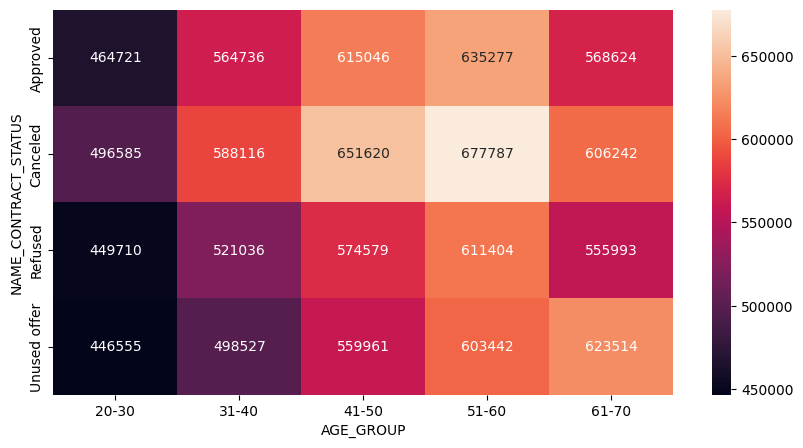 NAME_CONTRACT_STATUS
Approved
464721 564736 615046 635277 568624
Canceled
496585 588116 651620 677787 606242
Refused
449710 521036 574579 611404 555993
Unused offer
446555 498527 559961 603442 623514
20-30 31-40 41-50 51-60 61-70
AGE_GROUP
650000
600000
550000
500000
450000